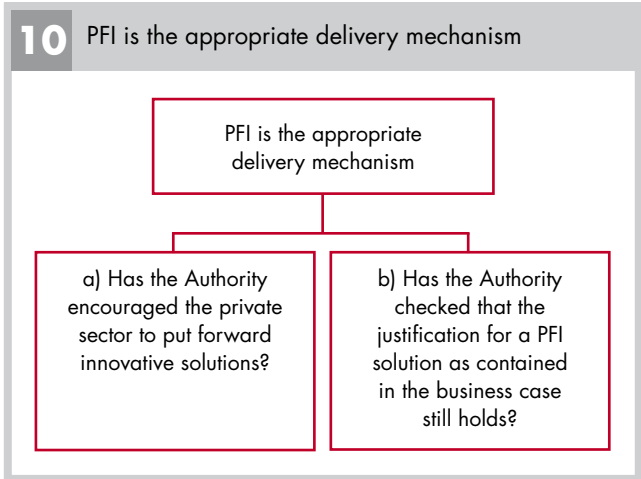 10 PFI is the appropriate delivery mechanism
PFI is the appropriate
delivery mechanism
a) Has the Authority
encouraged the private
sector to put forward
innovative solutions?
b) Has the Authority
checked that the
justification for a PFI
solution as contained
in the business case
still holds?